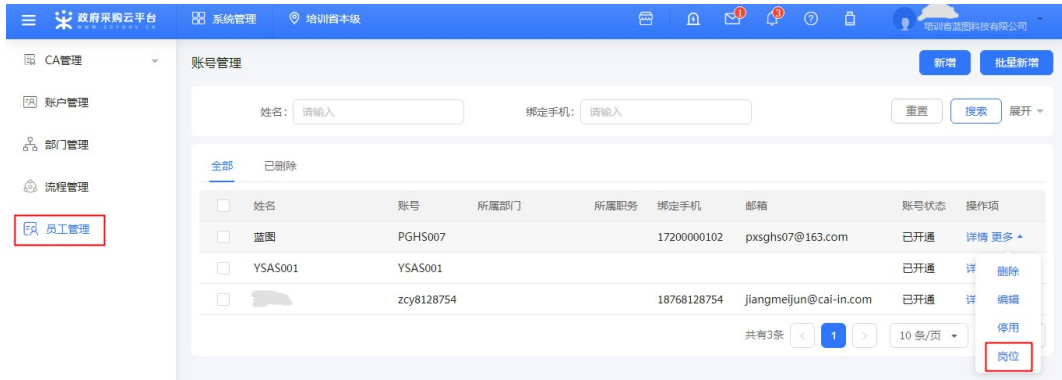 政府采购云平台 系统管理 培训省本级 1 9 培训省蓝图科技有限公司
WWW.ZCYGOV.CN
CA管理
账户管理
部门管理
流程管理
员工管理
账号管理 新增 批量新增
姓名: 请输入 绑定手机: 请输入 重置 搜索 展开
全部 已删除
姓名 账号 所属部门 所属职务 绑定手机 邮箱 账号状态 操作项
蓝图 PGHS007 17200000102 pxsghs07@163.com 已开通 详情 更多
YSAS001 YSAS001 已开通 详
zcy8128754 18768128754 jiangmeijun@cai-in.com 已开通 详
删除
编辑
停用
岗位
共有3条 < 1 > 10 条/页